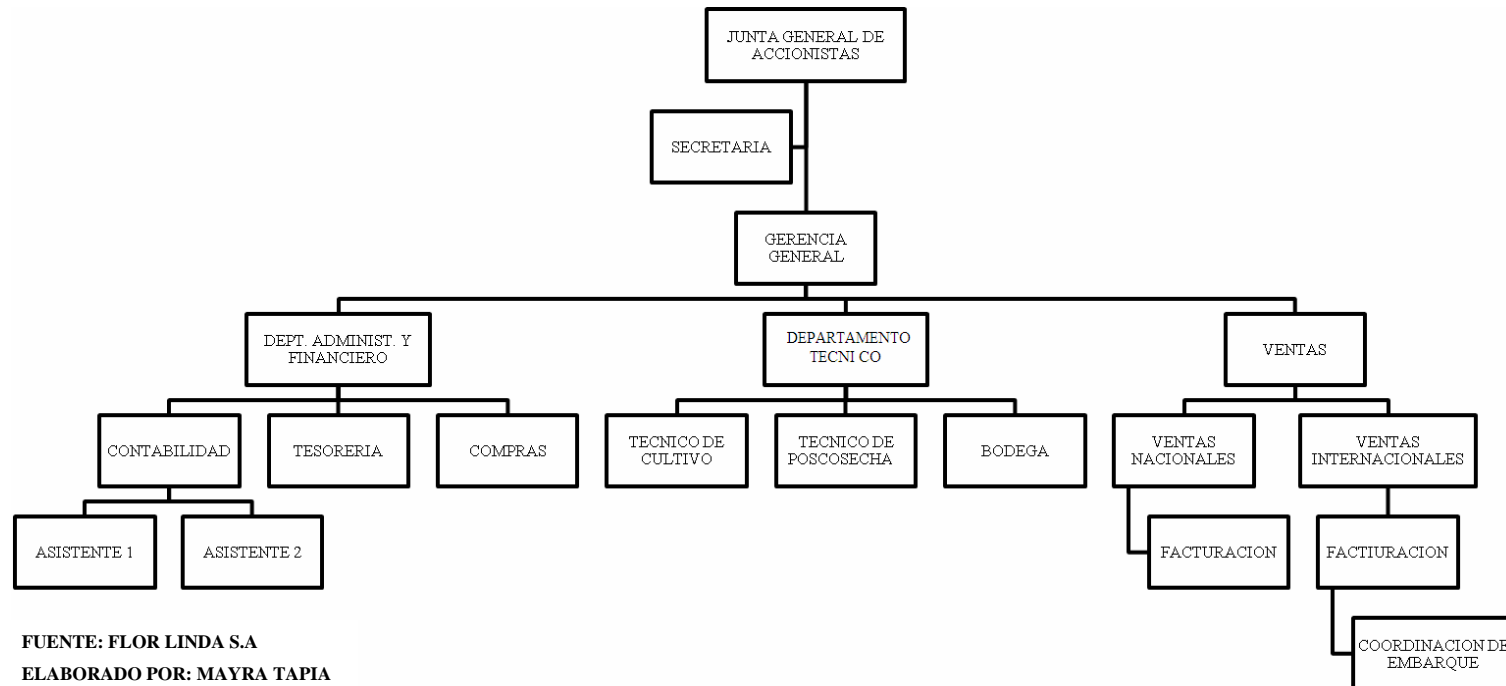 JUNTA GENERAL DE
ACCIONISTAS
SECRETARIA
GERENCIA
GENERAL
DEPT. ADMINIST. Y
FINANCIERO
DEPARTAMENTO
TECNI CO
VENTAS
CONTABILIDAD
TESORERIA
COMPRAS
TECNICO DE
CULTIVO
TECNICO DE
POSCOSECHA
BODEGA
VENTAS
NACIONALES
VENTAS
INTERNACIONALES
ASISTENTE 1
ASISTENTE 2
FACTURACION
FACTIURACION
COORDINACION DE
EMBARQUE
FUENTE: FLOR LINDA S.A
ELABORADO POR: MAYRA TAPIA